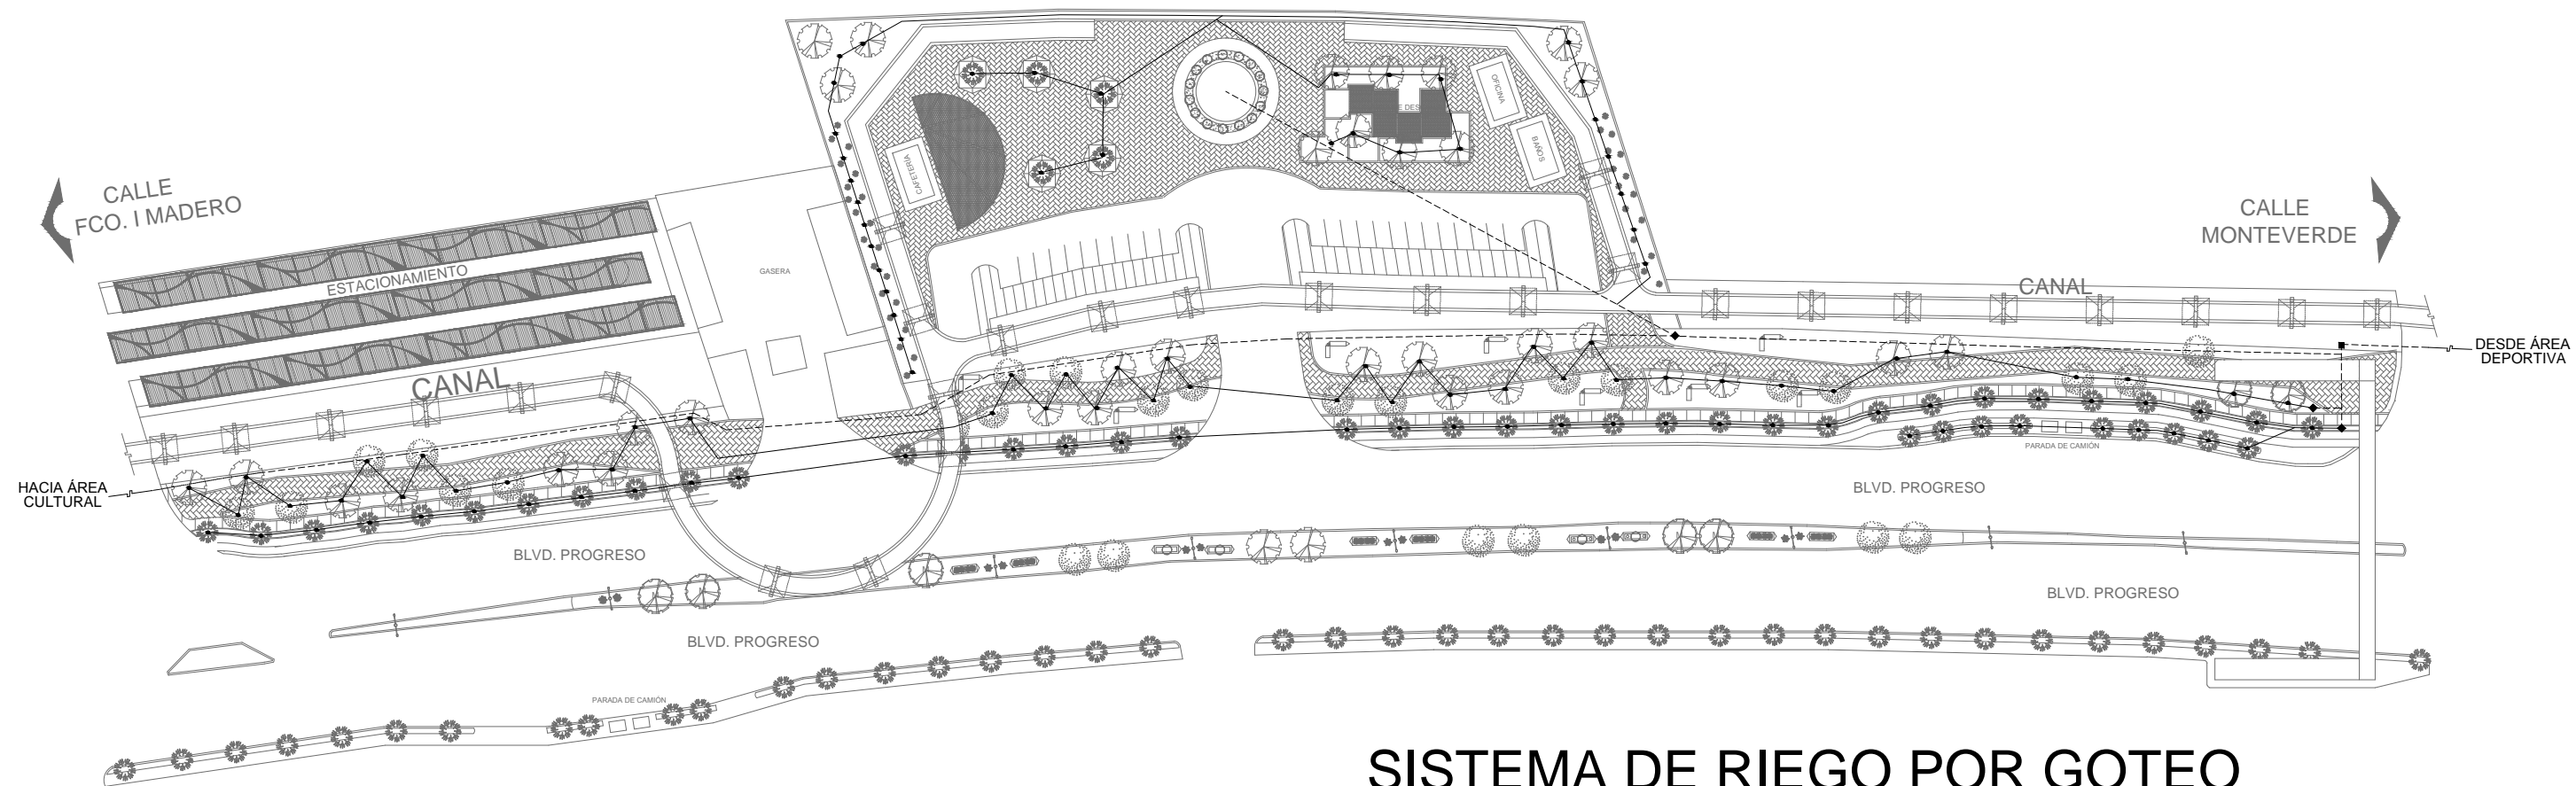 OFICINA
BAÑOS
CAFETERÍA
CALLE
FCO. I MADERO
CALLE
MONTEVERDE
ESTACIONAMIENTO
GASERA
CANAL
CANAL
DESDE ÁREA
DEPORTIVA
PARADA DE CAMIÓN
HACIA ÁREA
CULTURAL
BLVD. PROGRESO
BLVD. PROGRESO
BLVD. PROGRESO
BLVD. PROGRESO
PARADA DE CAMIÓN
SISTEMA DE RIEGO POR GOTEO